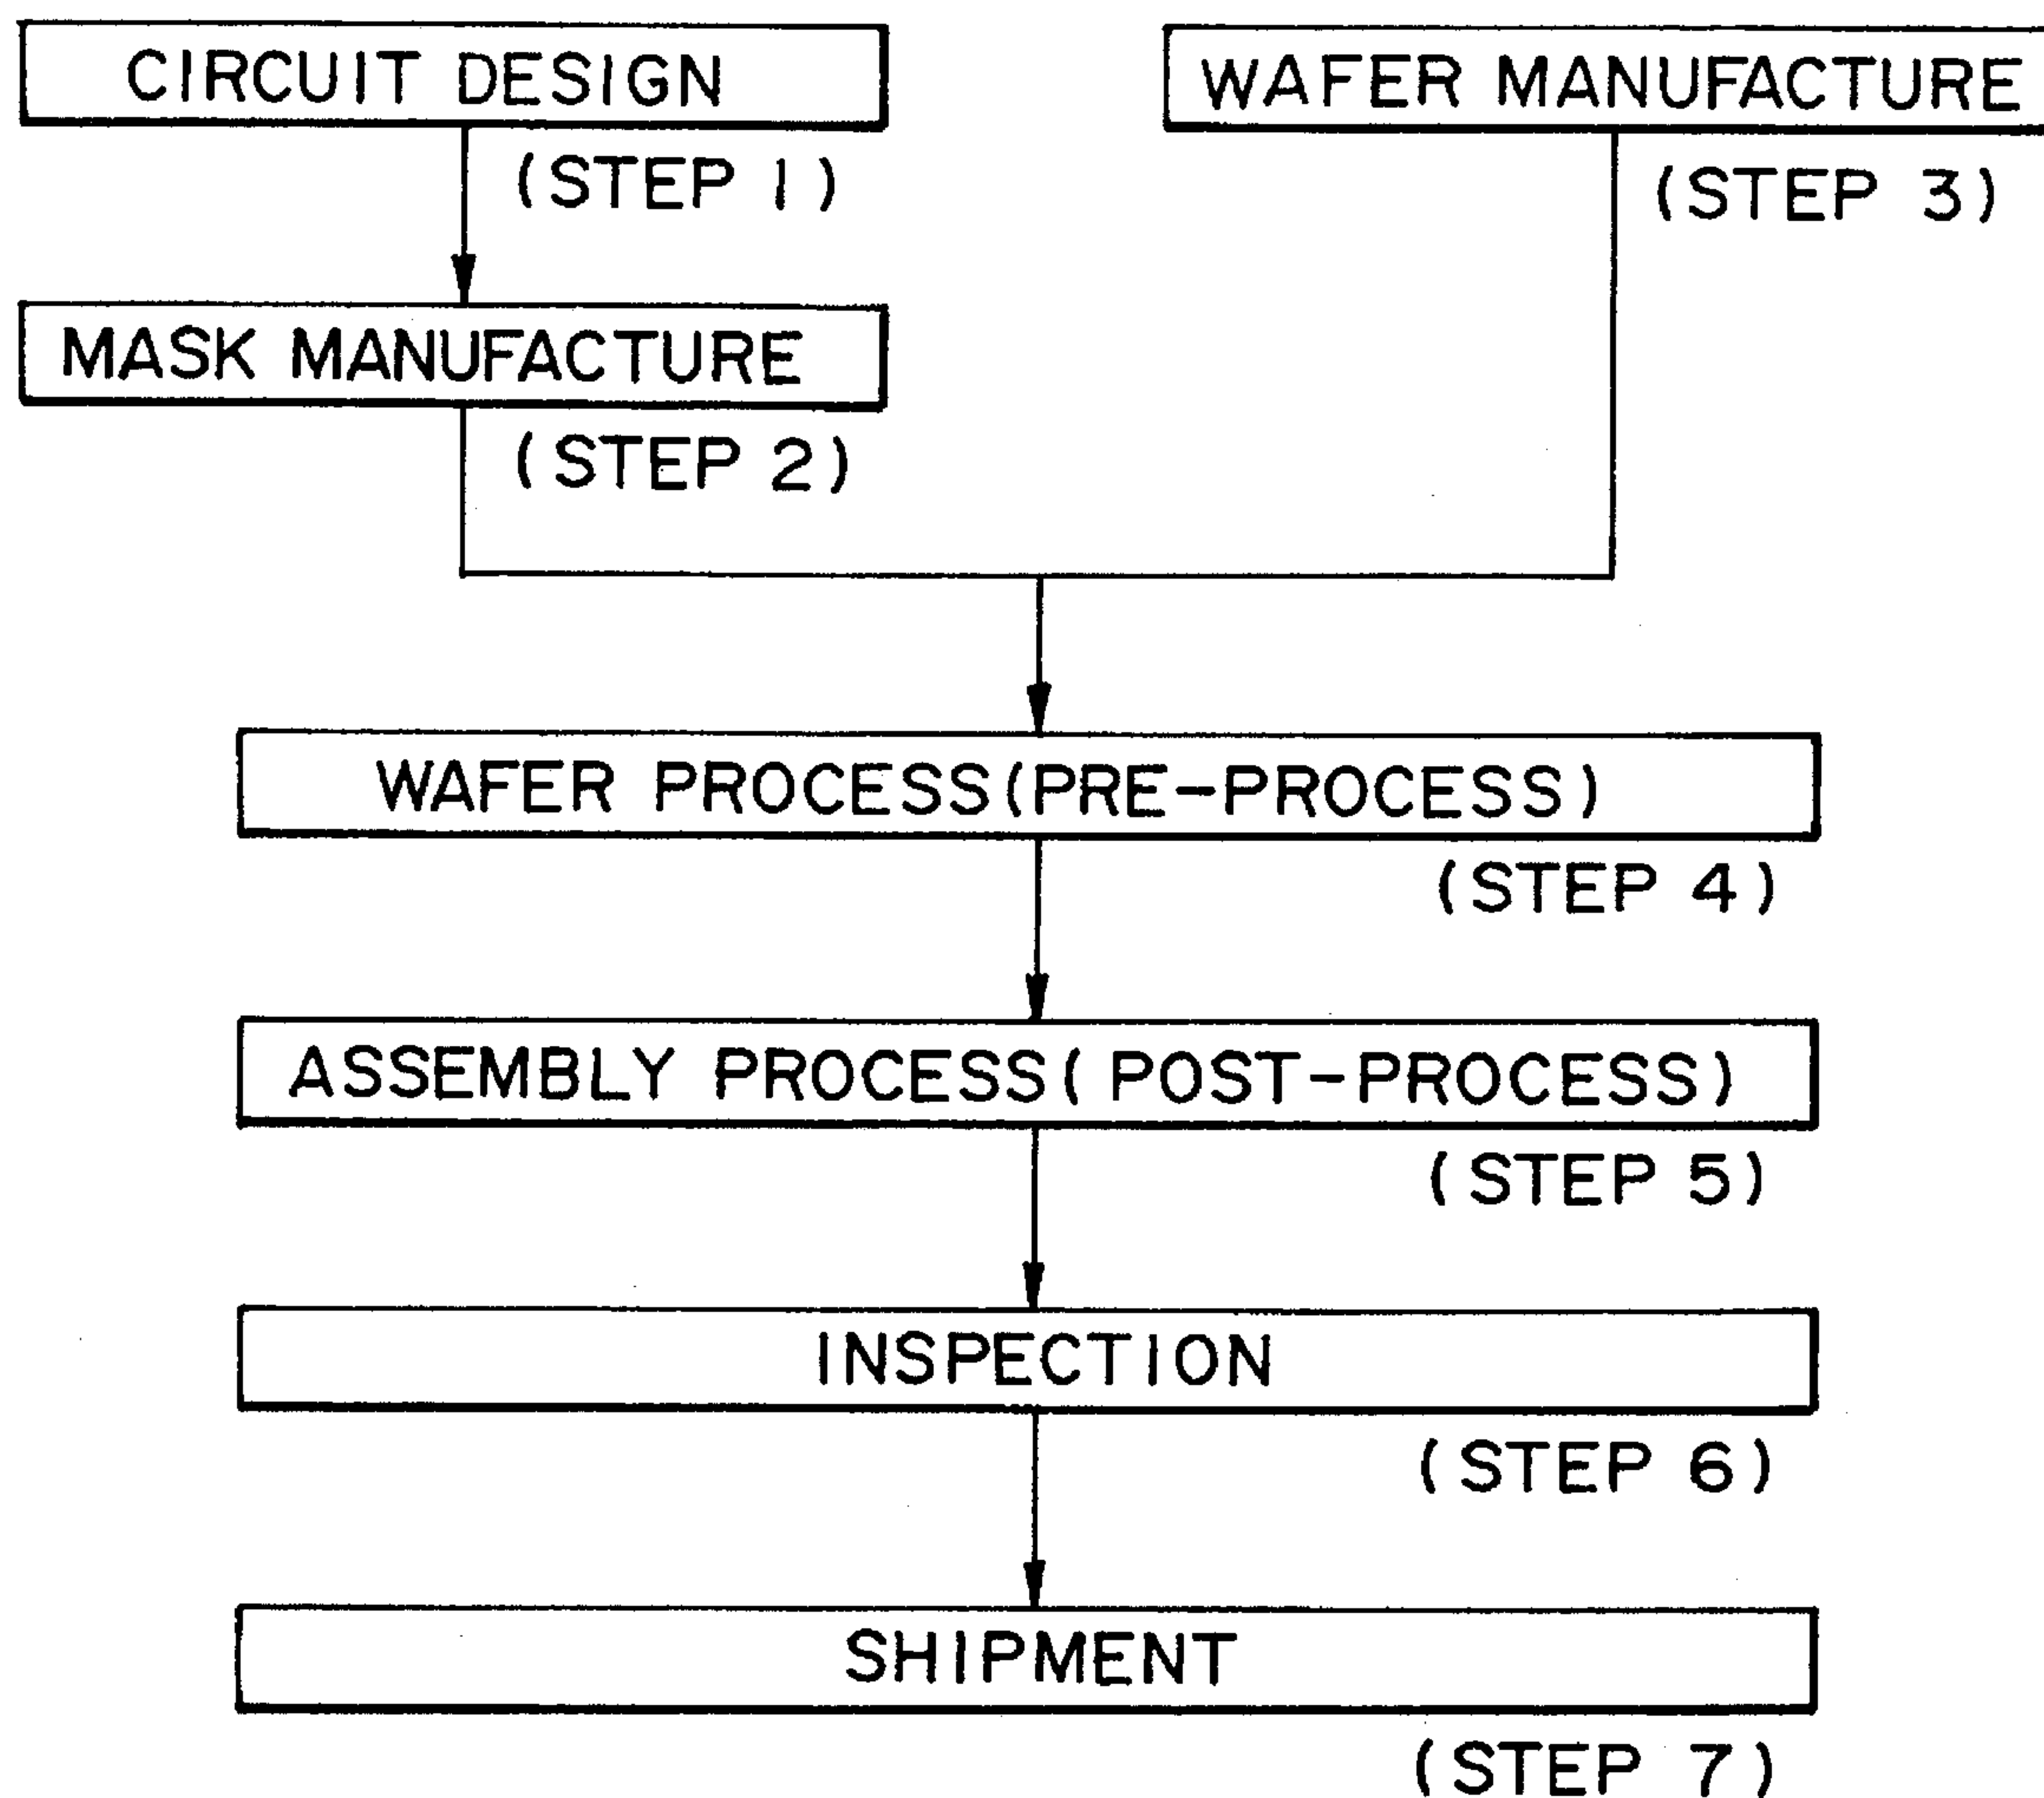 CIRCUIT DESIGN
(STEP 1)
WAFER MANUFACTURE
(STEP 3)
MASK MANUFACTURE
(STEP 2)
WAFER PROCESS(PRE-PROCESS)
(STEP 4)
ASSEMBLY PROCESS(POST-PROCESS)
(STEP 5)
INSPECTION
(STEP 6)
SHIPMENT
(STEP 7)